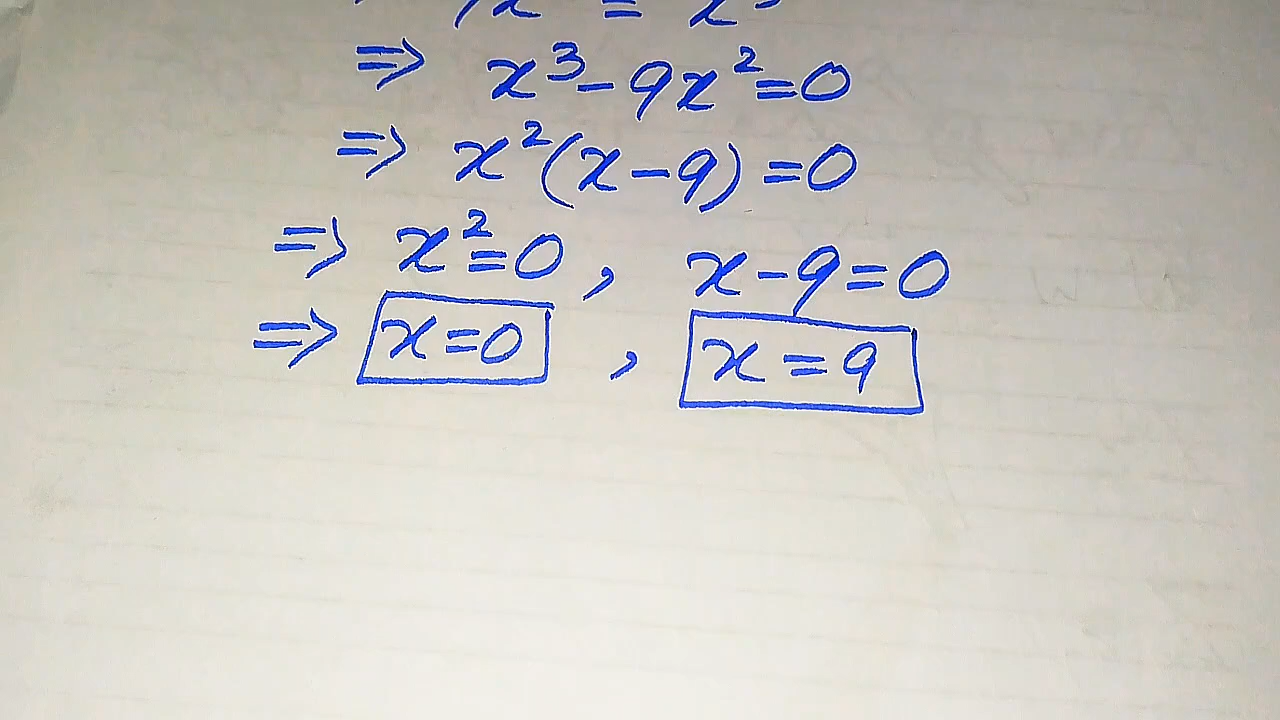 x = x
⇒ x³ - 9x² = 0
⇒ x²(x - 9) = 0
⇒ x² = 0 , x - 9 = 0
⇒ x = 0 , x = 9